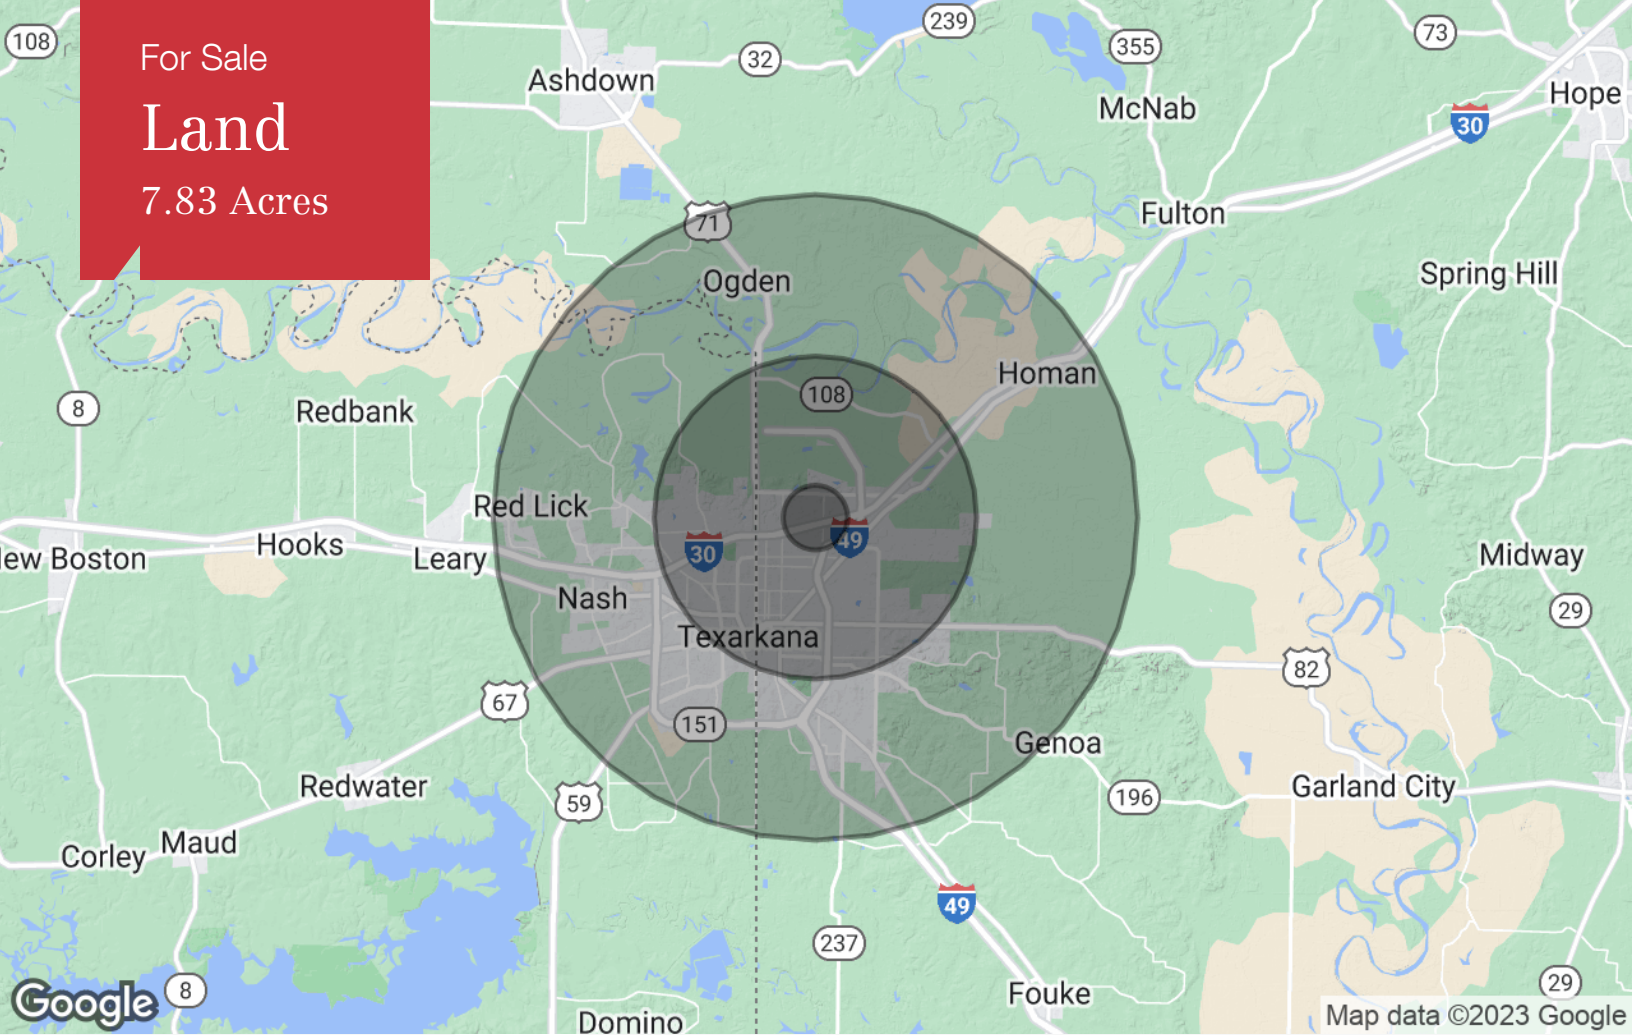 For Sale
Land
7.83 Acres
108
239
73
355
32
Ashdown
Hope
McNab
30
Fulton
71
Ogden
Spring Hill
Homan
108
8
Redbank
Red Lick
49
30
Hooks
ew Boston
Leary
Midway
Nash
29
Texarkana
82
67
151
Genoa
Redwater
59
196
Garland City
Maud
Corley
49
237
8
Fouke
29
Google
Domino
Map data ©2023 Google